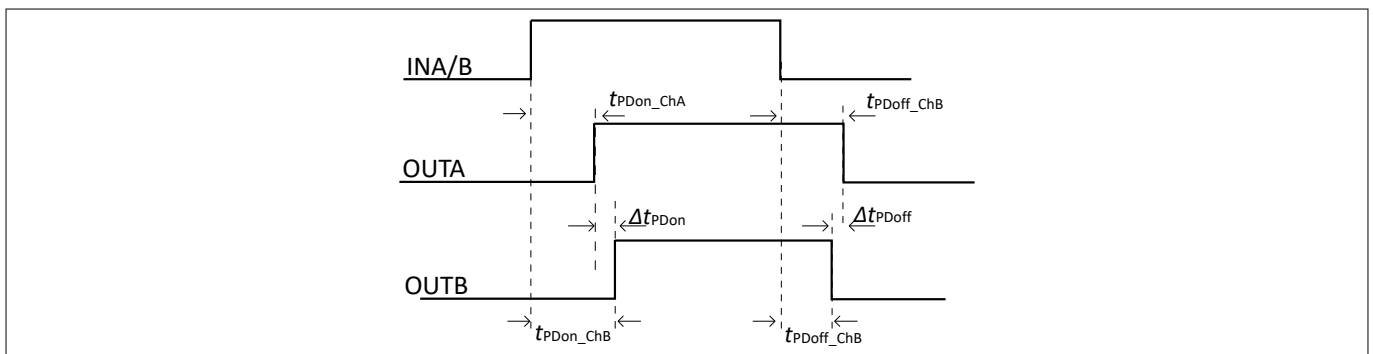 INA/B
tPDon_ChA
tPDoff_ChB
OUTA
ΔtPDon
ΔtPDoff
OUTB
tPDon_ChB
tPDoff_ChB